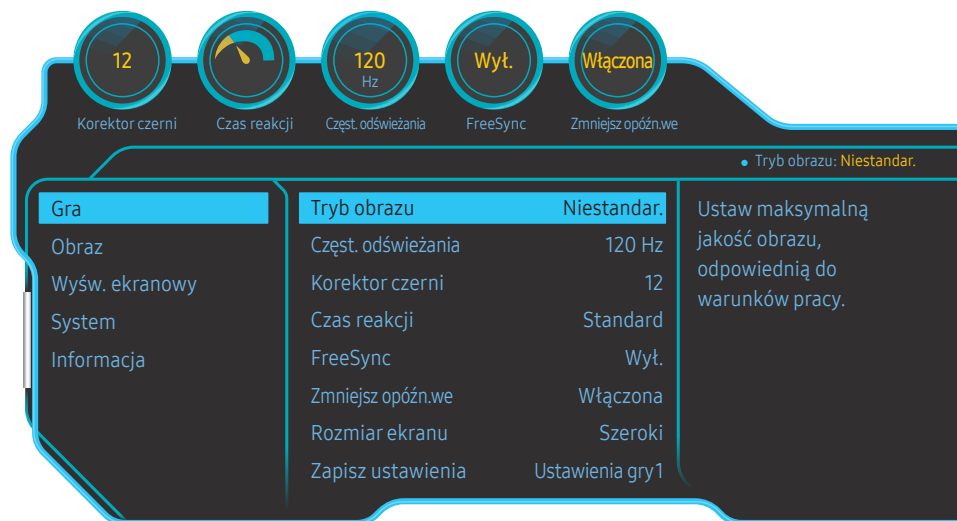 12
120
Hz
Wył.
Włączona
Korektor czerni
Czas reakcji
Częst. odświeżania
FreeSync
Zmniejsz opóźn.we
Tryb obrazu: Niestandar.
Gra
Obraz
Wyśw. ekranowy
System
Informacja
Tryb obrazu Niestandar.
Częst. odświeżania 120 Hz
Korektor czerni 12
Czas reakcji Standard
FreeSync Wył.
Zmniejsz opóźn.we Włączona
Rozmiar ekranu Szeroki
Zapisz ustawienia Ustawienia gry1
Ustaw maksymalną
jakość obrazu,
odpowiednią do
warunków pracy.